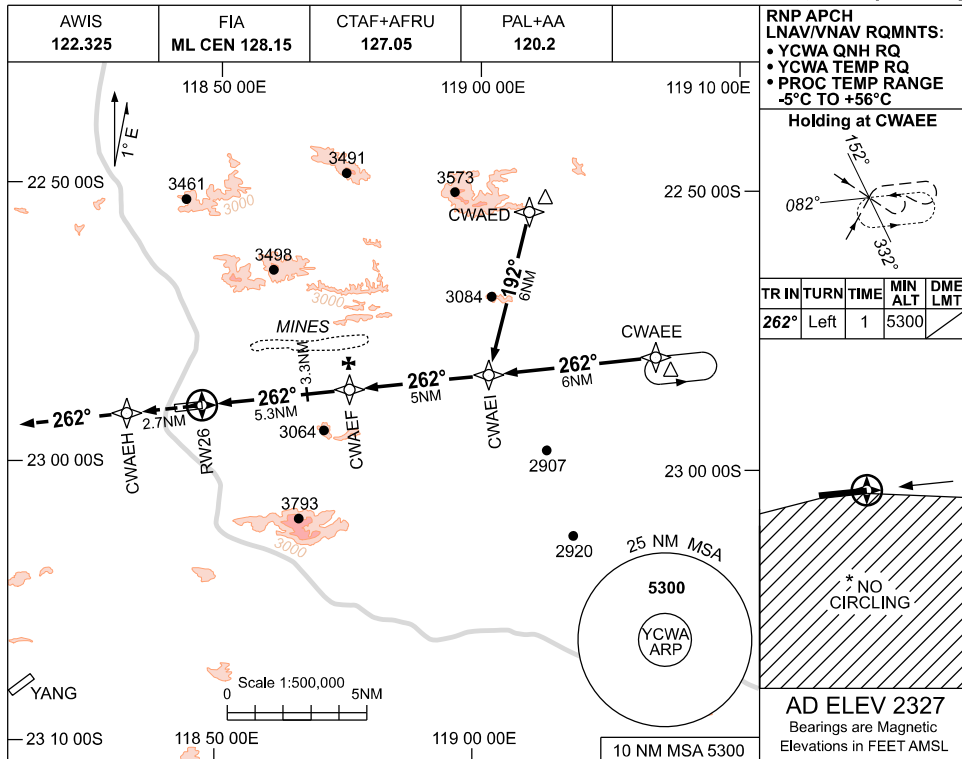 AWIS
122.325
FIA
ML CEN 128.15
CTAF+AFRU
127.05
PAL+AA
120.2
RNP APCH
LNAV/VNAV RQMNTS:
• YCWA QNH RQ
• YCWA TEMP RQ
• PROC TEMP RANGE
-5°C TO +56°C
118 50 00E
119 00 00E
119 10 00E
1° E
22 50 00S
22 50 00S
3461
3000
3491
3573
CWAED
3498
3000
3084
192°
6NM
MINES
3.3NM
CWAEE
262°
6NM
262°
5NM
262°
5.3NM
2.7NM
262°
CWAEH
RW26
CWAEF
CWAEI
3064
2907
23 00 00S
23 00 00S
3793
3000
2920
25 NM MSA
5300
YCWA
ARP
YANG
Scale 1:500,000
0
5NM
23 10 00S
118 50 00E
119 00 00E
10 NM MSA 5300
Holding at CWAEE
152°
082°
332°
TR IN
TURN
TIME
MIN
ALT
DME
LMT
262°
Left
1
5300
* NO
CIRCLING
AD ELEV 2327
Bearings are Magnetic
Elevations in FEET AMSL